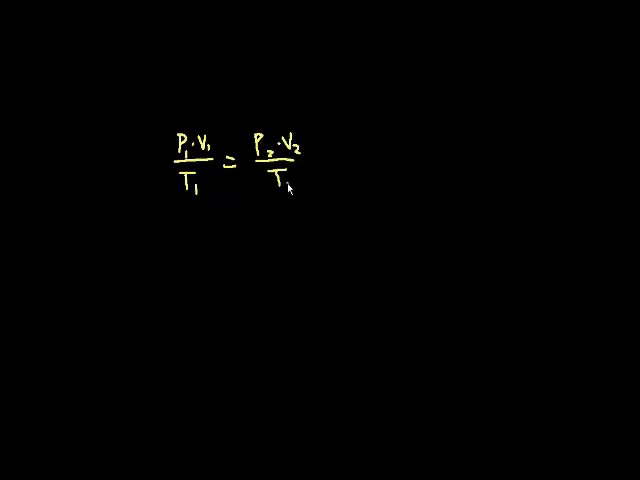 P₁·V₁ / T₁ = P₂·V₂ / T